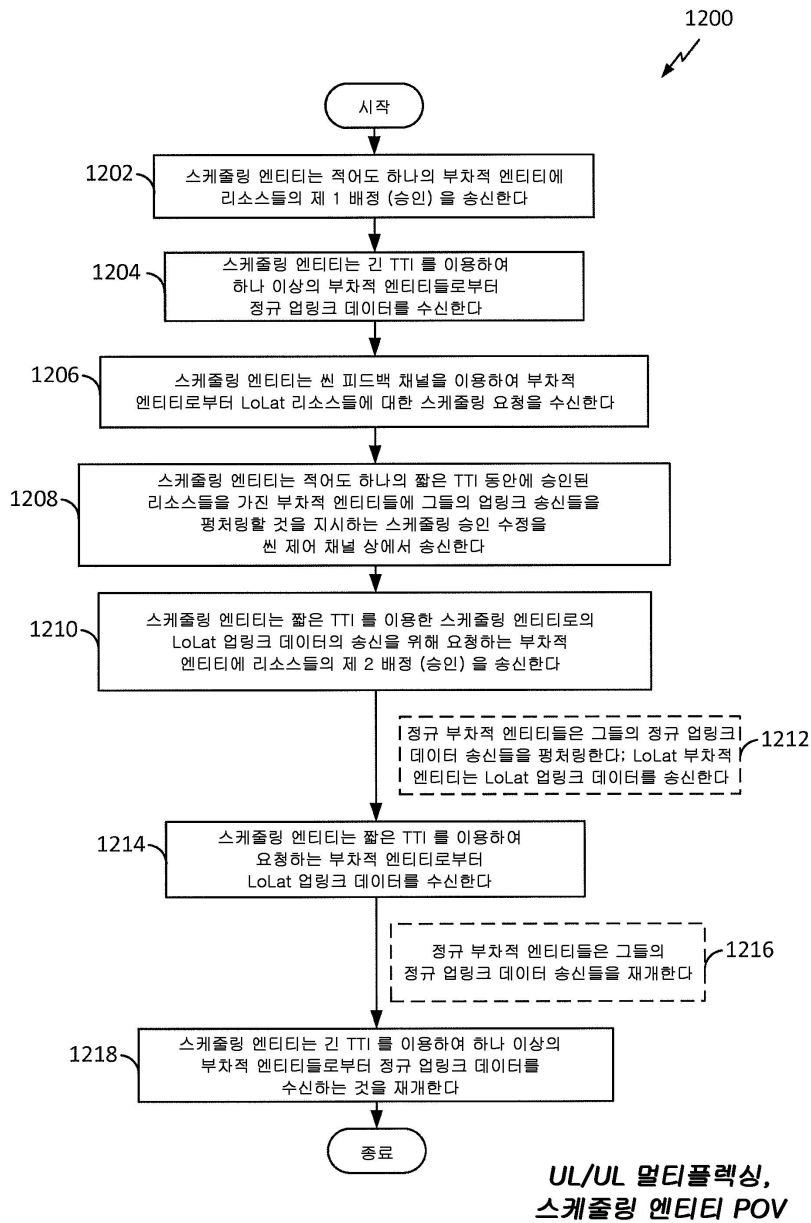 1200
시작
1202
스케줄링 엔티티는 적어도 하나의 부차적 엔티티에
리소스들의 제 1 배정 (승인) 을 송신한다
1204
스케줄링 엔티티는 긴 TTI 를 이용하여
하나 이상의 부차적 엔티티들로부터
정규 업링크 데이터를 수신한다
1206
스케줄링 엔티티는 씬 피드백 채널을 이용하여 부차적
엔티티로부터 LoLat 리소스들에 대한 스케줄링 요청을 수신한다
1208
스케줄링 엔티티는 적어도 하나의 짧은 TTI 동안에 승인된
리소스들을 가진 부차적 엔티티들에 그들의 업링크 송신들을
펑처링할 것을 지시하는 스케줄링 승인 수정을
씬 제어 채널 상에서 송신한다
1210
스케줄링 엔티티는 짧은 TTI 를 이용한 스케줄링 엔티티로의
LoLat 업링크 데이터의 송신을 위해 요청하는 부차적
엔티티에 리소스들의 제 2 배정 (승인) 을 송신한다
정규 부차적 엔티티들은 그들의 정규 업링크
데이터 송신들을 펑처링한다; LoLat 부차적
엔티티는 LoLat 업링크 데이터를 송신한다
1212
1214
스케줄링 엔티티는 짧은 TTI 를 이용하여
요청하는 부차적 엔티티로부터
LoLat 업링크 데이터를 수신한다
정규 부차적 엔티티들은 그들의
정규 업링크 데이터 송신들을 재개한다
1216
1218
스케줄링 엔티티는 긴 TTI 를 이용하여 하나 이상의
부차적 엔티티들로부터 정규 업링크 데이터를
수신하는 것을 재개한다
종료
UL/UL 멀티플렉싱,
스케줄링 엔티티 POV